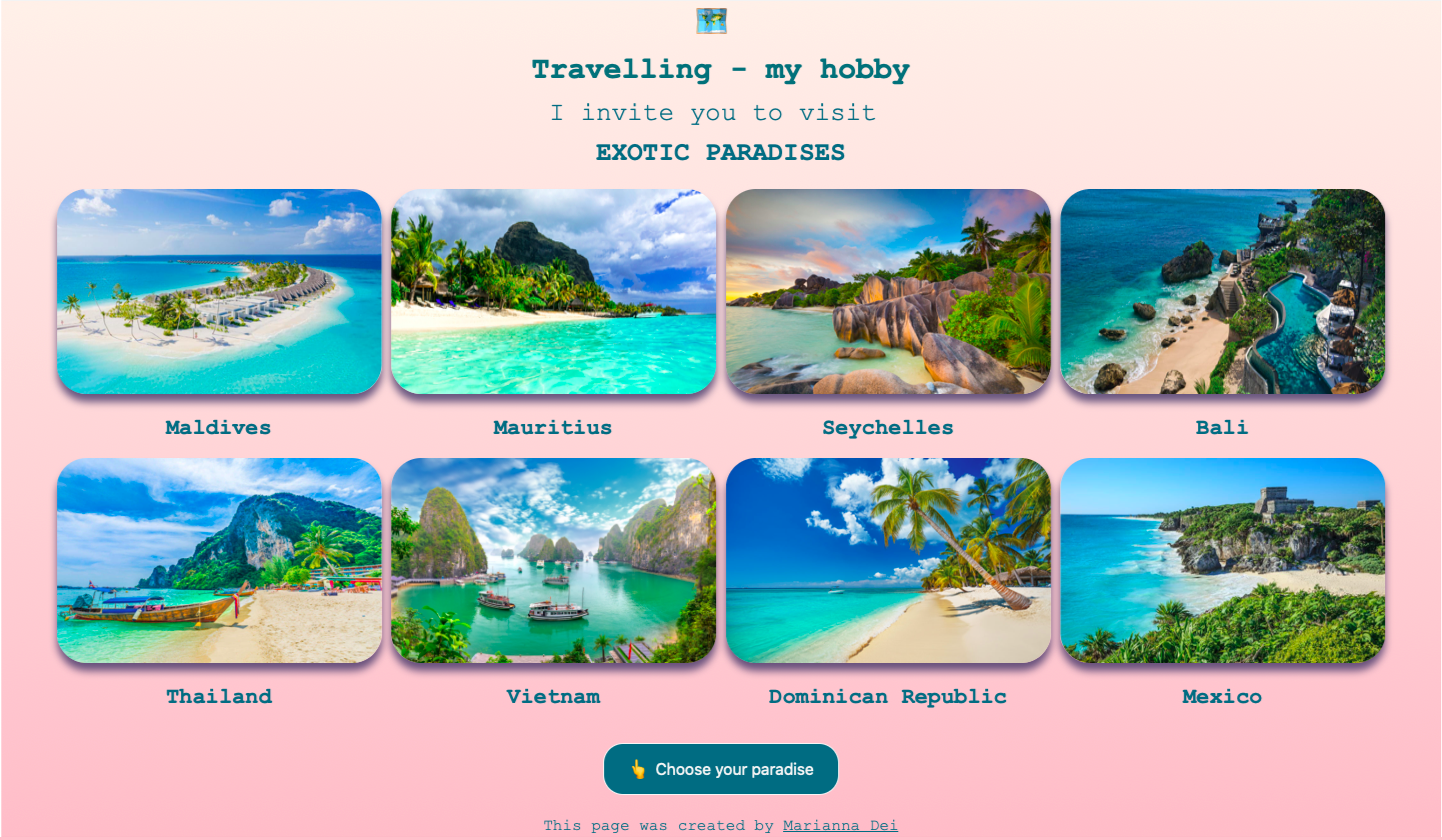 Travelling - my hobby
I invite you to visit
EXOTIC PARADISES
Maldives
Mauritius
Seychelles
Bali
Thailand
Vietnam
Dominican Republic
Mexico
👆 Choose your paradise
This page was created by Marianna Dei